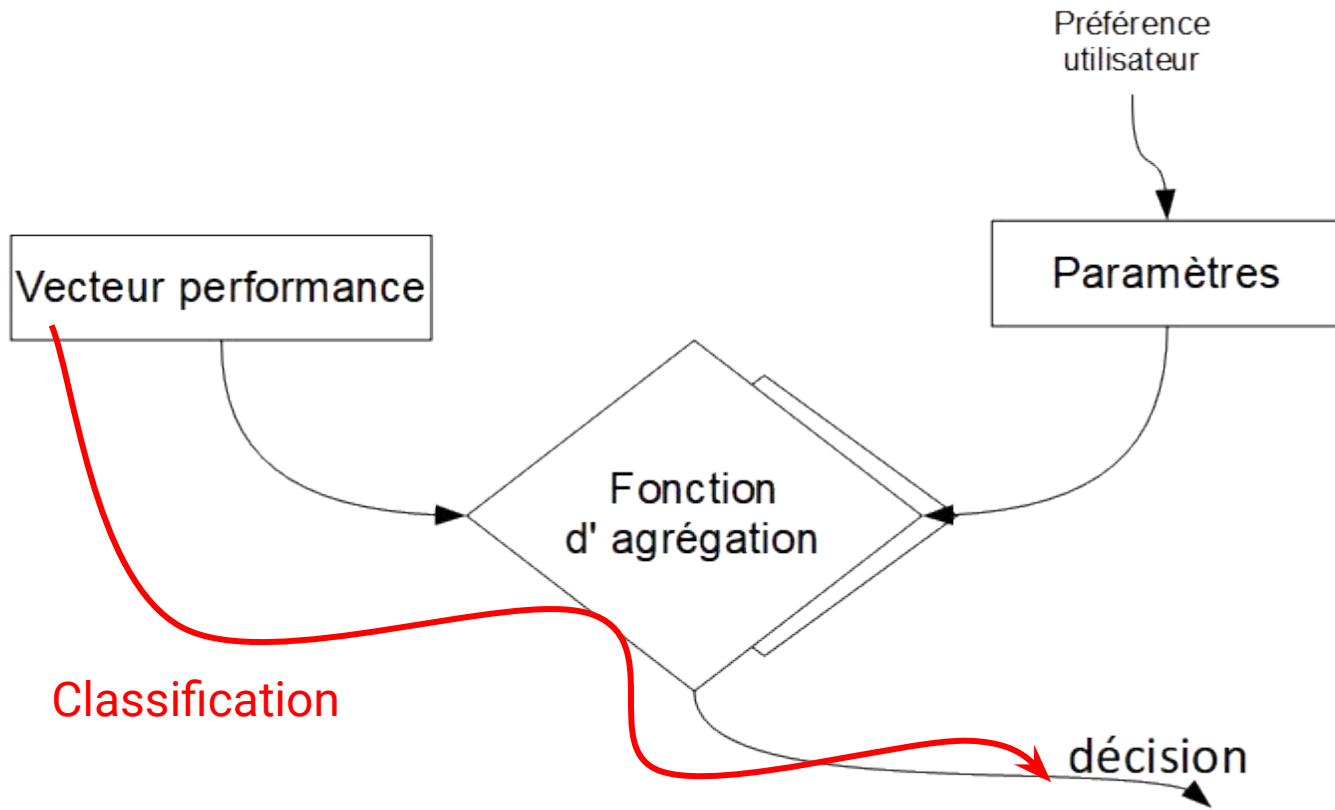 Préférence
utilisateur
Vecteur performance
Paramètres
Fonction
d' agrégation
Classification
décision